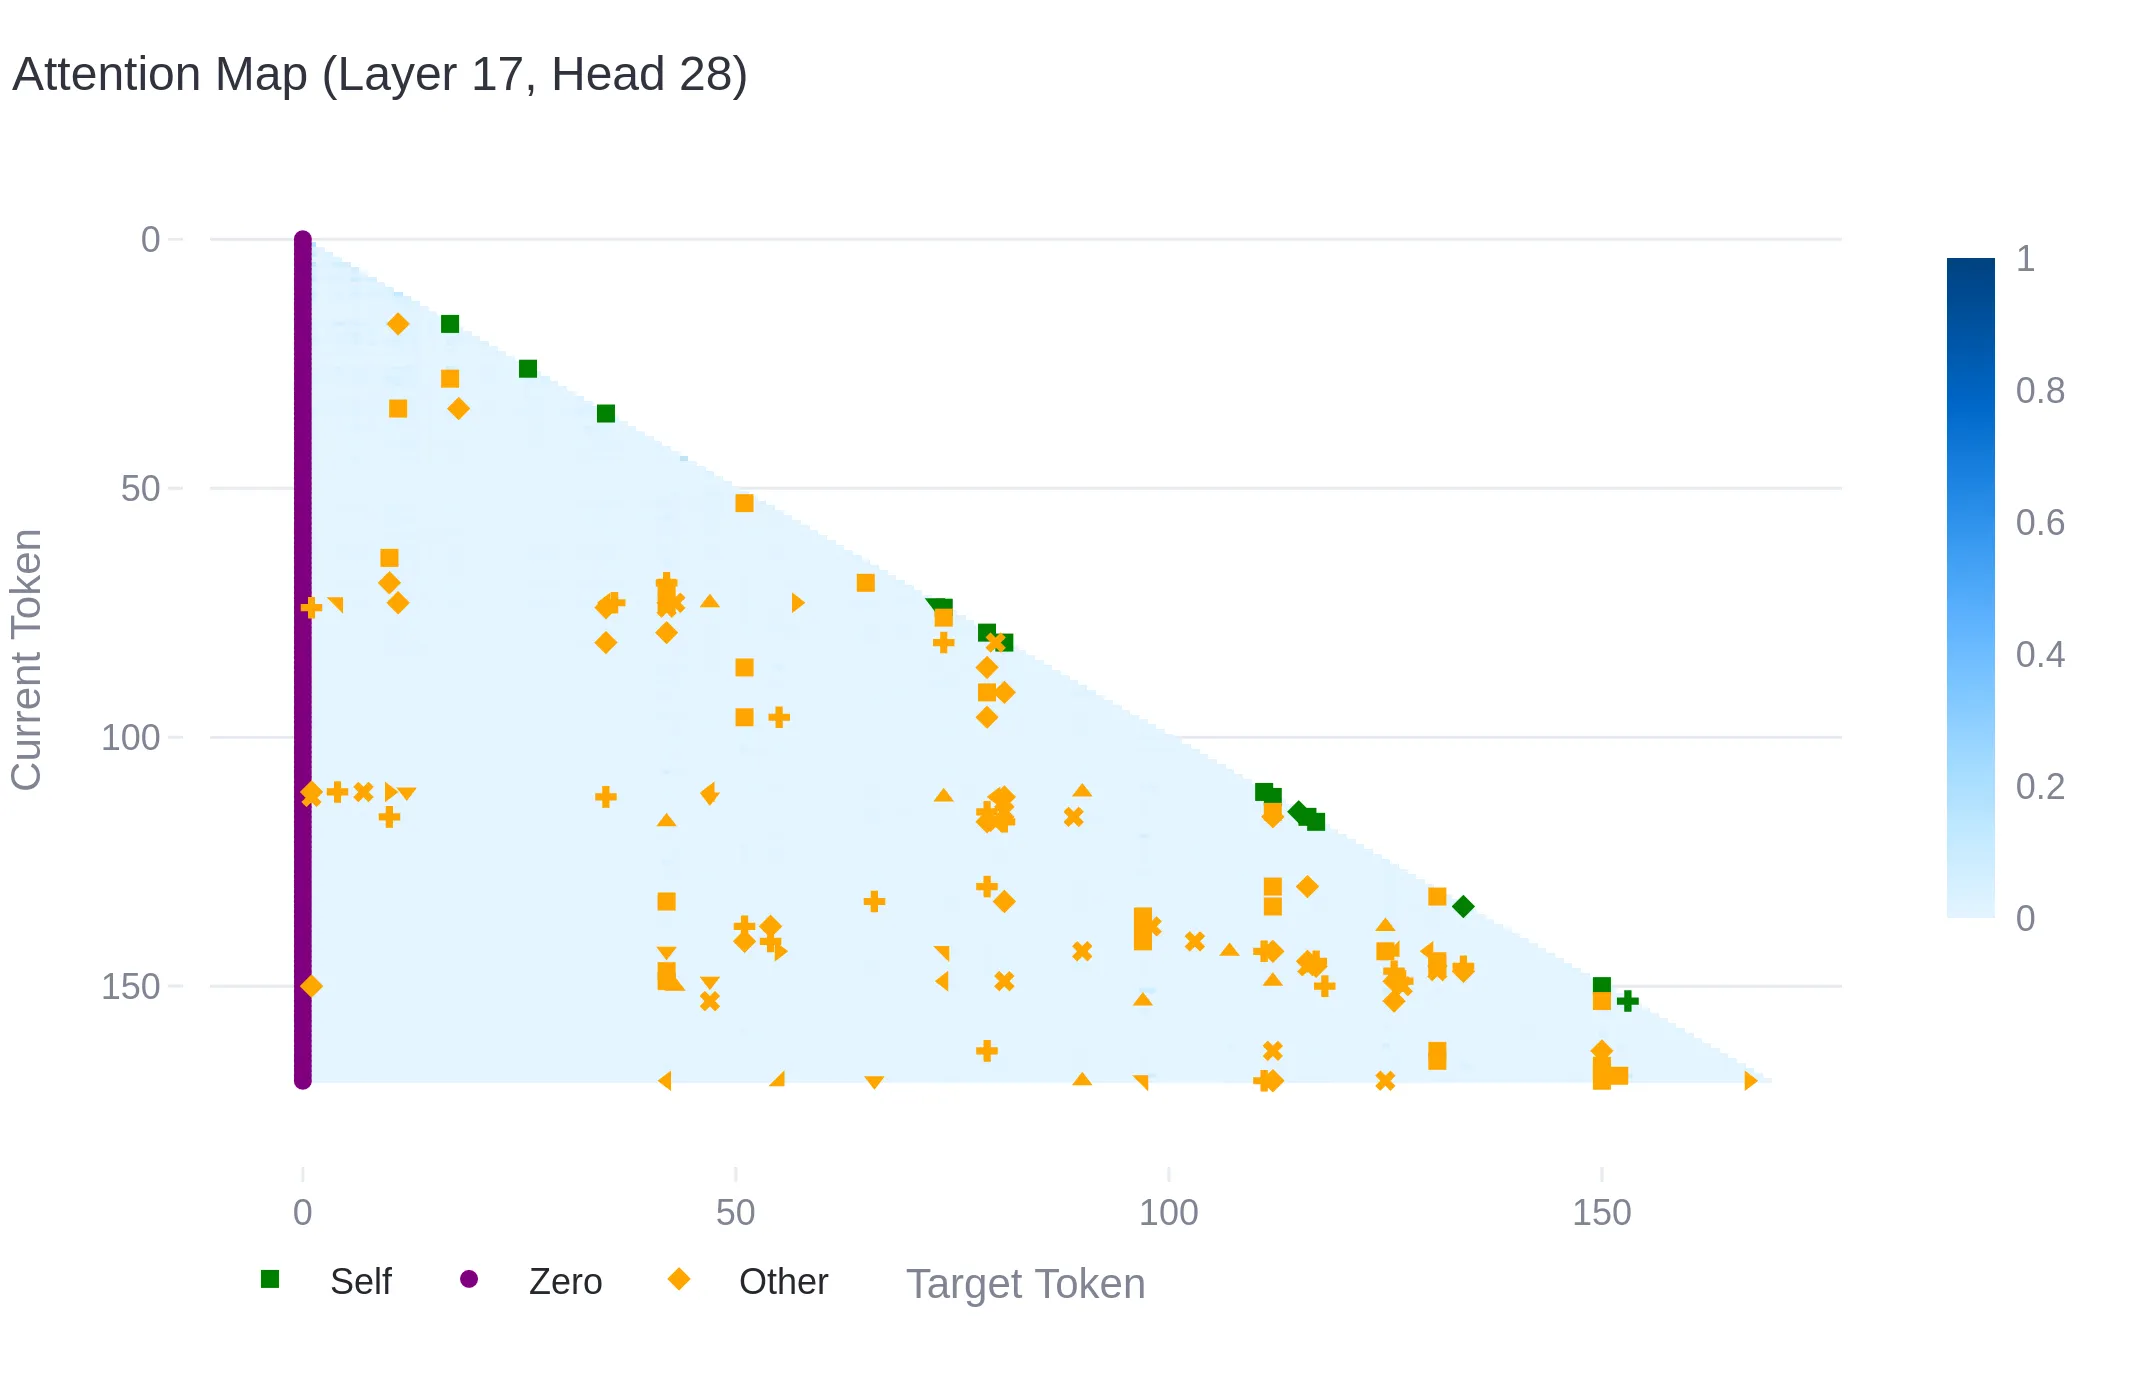 Attention Map (Layer 17, Head 28)
Current Token
0
50
100
150
0
50
100
150
1
0.8
0.6
0.4
0.2
0
Self
Zero
Other
Target Token